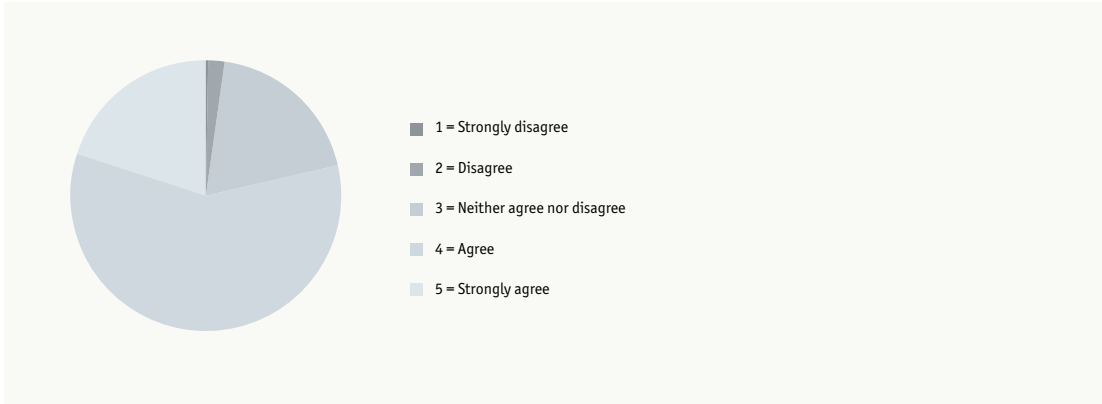 1 = Strongly disagree
2 = Disagree
3 = Neither agree nor disagree
4 = Agree
5 = Strongly agree